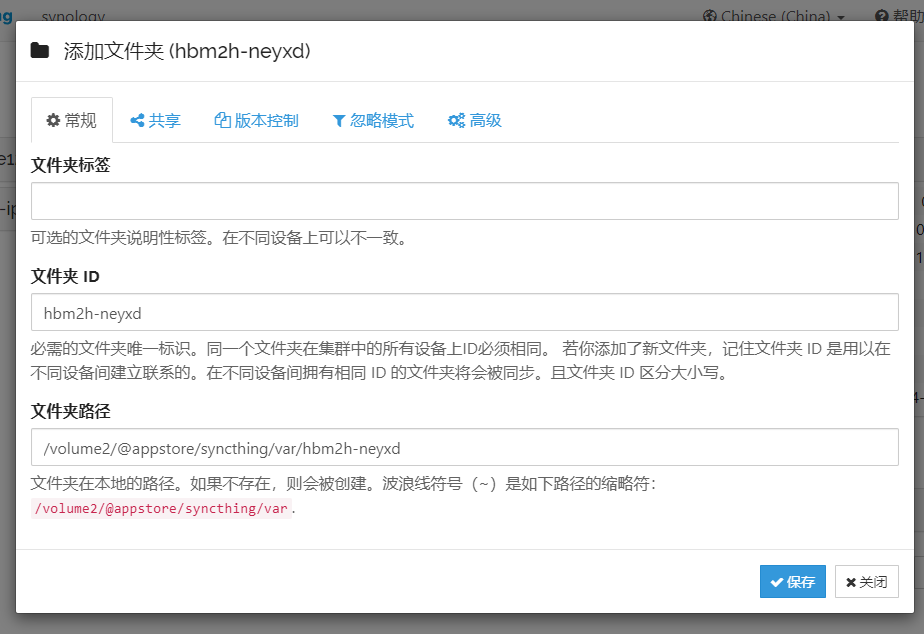 synology
Chinese (China)
帮助
添加文件夹 (hbm2h-neyxd)
常规
共享
版本控制
忽略模式
高级
文件夹标签
可选的文件夹说明性标签。在不同设备上可以不一致。
文件夹 ID
hbm2h-neyxd
必需的文件夹唯一标识。同一个文件夹在集群中的所有设备上ID必须相同。 若你添加了新文件夹，记住文件夹 ID 是用以在
不同设备间建立联系的。在不同设备间拥有相同 ID 的文件夹将会被同步。且文件夹 ID 区分大小写。
文件夹路径
/volume2/@appstore/syncthing/var/hbm2h-neyxd
文件夹在本地的路径。如果不存在，则会被创建。波浪线符号（~）是如下路径的缩略符：
/volume2/@appstore/syncthing/var.
保存
关闭